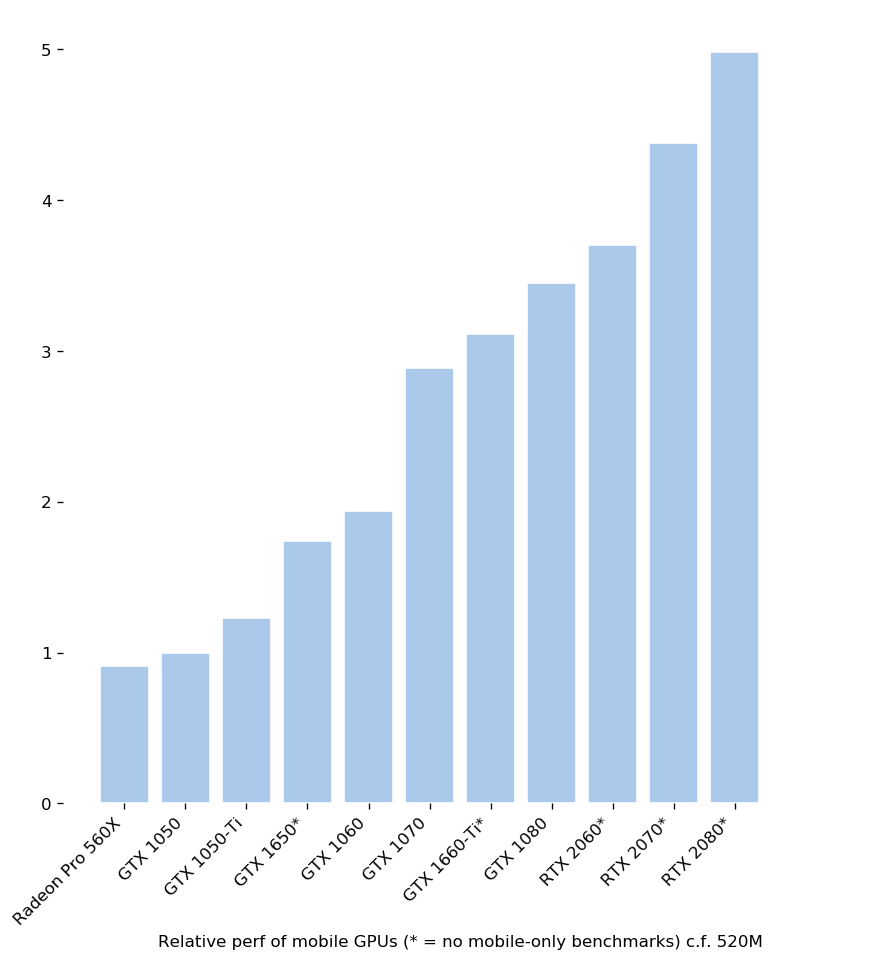 5
4
3
2
1
0
Radeon Pro 560X
GTX 1050
GTX 1050-Ti
GTX 1650*
GTX 1060
GTX 1070
GTX 1660-Ti*
GTX 1080
RTX 2060*
RTX 2070*
RTX 2080*
Relative perf of mobile GPUs (* = no mobile-only benchmarks) c.f. 520M